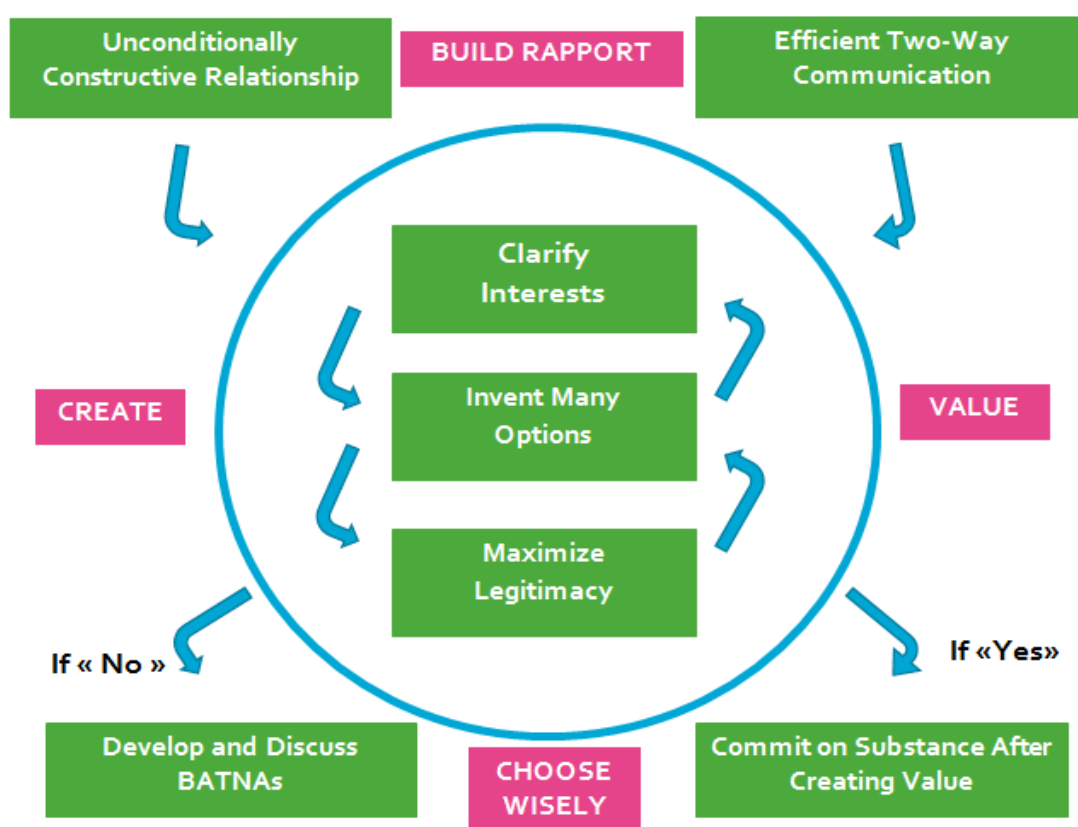 Unconditionally
Constructive Relationship
BUILD RAPPORT
Efficient Two-Way
Communication
Clarify
Interests
CREATE
Invent Many
Options
VALUE
Maximize
Legitimacy
If « No »
If «Yes»
Develop and Discuss
BATNAs
CHOOSE
WISELY
Commit on Substance After
Creating Value